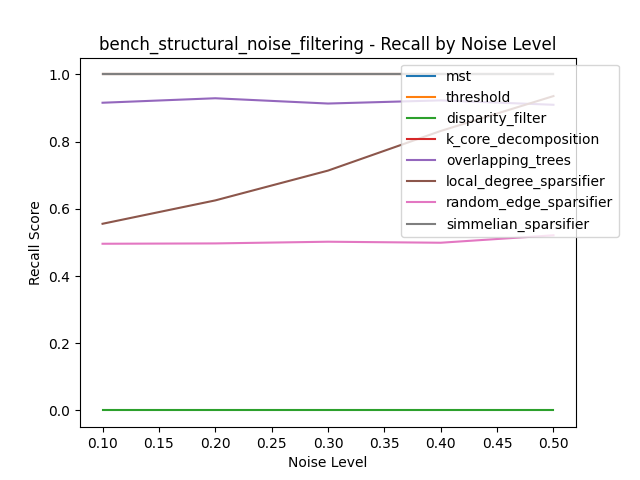 bench_structural_noise_filtering - Recall by Noise Level
1.0
0.8
0.6
0.4
0.2
0.0
Recall Score
mst
threshold
disparity_filter
k_core_decomposition
overlapping_trees
local_degree_sparsifier
random_edge_sparsifier
simmelian_sparsifier
0.10 0.15 0.20 0.25 0.30 0.35 0.40 0.45 0.50
Noise Level